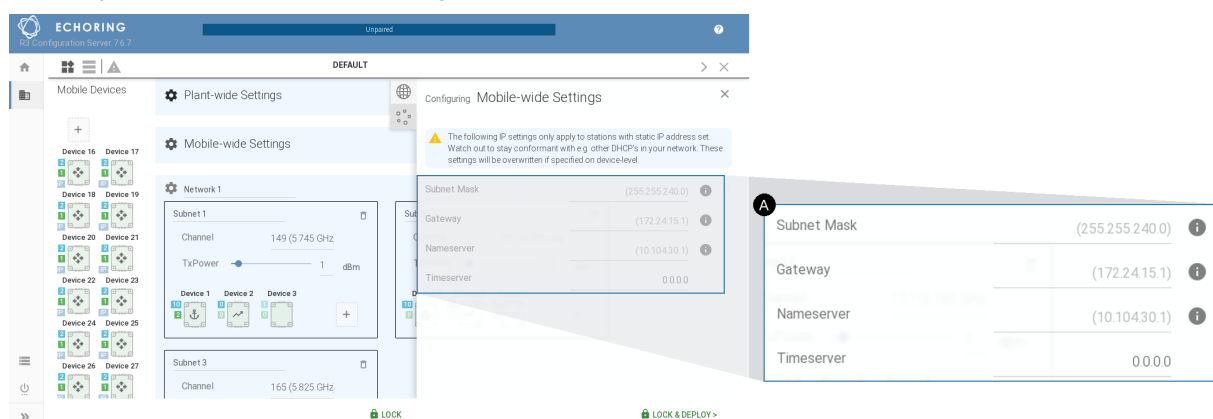 ECHORING
R3 Configuration Server 7.6.7
Unpaired
DEFAULT
Mobile Devices
Device 16 Device 17
Device 18 Device 19
Device 20 Device 21
Device 22 Device 23
Device 24 Device 25
Device 26 Device 27
Plant-wide Settings
Mobile-wide Settings
Network 1
Subnet 1
Channel 149 (5.745 GHz
TxPower 1 dBm
Device 1 Device 2 Device 3
Subnet 3
Channel 165 (5.825 GHz
Configuring Mobile-wide Settings
The following IP settings only apply to stations with static IP address set.
Watch out to stay conformant with e.g. other DHCP's in your network. These
settings will be overwritten if specified on device-level.
Subnet Mask (255.255.240.0)
Gateway (172.24.15.1)
Nameserver (10.104.30.1)
Timeserver 0.0.0.0
LOCK
LOCK & DEPLOY >
A
Subnet Mask (255.255.240.0)
Gateway (172.24.15.1)
Nameserver (10.104.30.1)
Timeserver 0.0.0.0